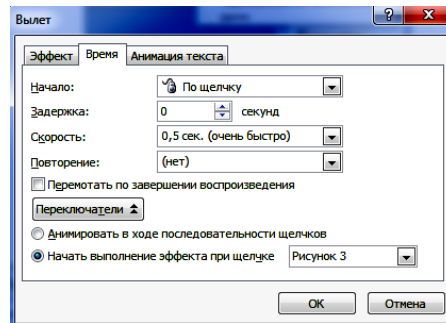 Вылет
Эффект Время Анимация текста
Начало: По щелчку
Задержка: 0 секунд
Скорость: 0,5 сек. (очень быстро)
Повторение: (нет)
Перемотать по завершении воспроизведения
Переключатели
Анимировать в ходе последовательности щелчков
Начать выполнение эффекта при щелчке Рисунок 3
ОК Отмена